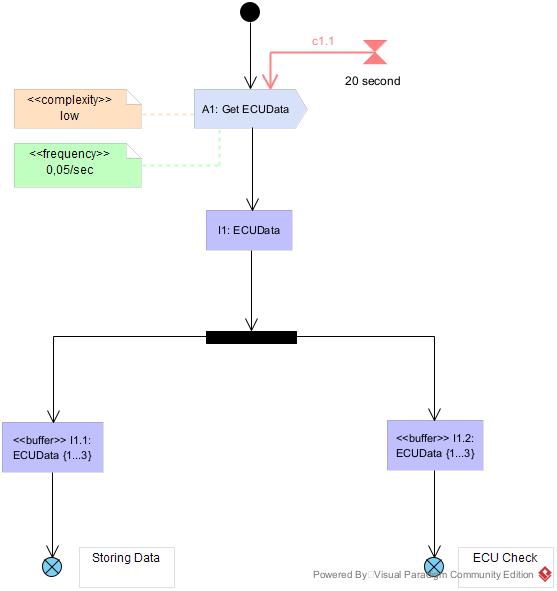 c1.1
20 second
<<complexity>>
low
A1: Get ECUData
<<frequency>>
0,05/sec
I1: ECUData
<<buffer>> I1.1:
ECUData {1...3}
<<buffer>> I1.2:
ECUData {1...3}
Storing Data
ECU Check
Powered By Visual Paradigm Community Edition